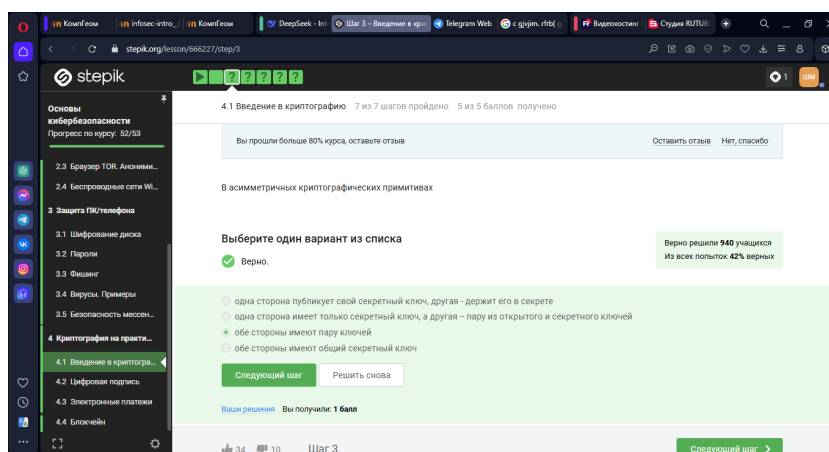 in КомпГеом
in infosec-intro_
in КомпГеом
DeepSeek - Int
Шаг 3 – Введение в кри
Telegram Web
c gjvjim. rfrb[ g
Видеохостинг
Студия RUTUB
stepik.org/lesson/666227/step/3
stepik
1
ШМ
Основы
кибербезопасности
Прогресс по курсу: 52/53
2.3 Браузер TOR. Аноними...
2.4 Беспроводные сети Wi...
3 Защита ПК/телефона
3.1 Шифрование диска
3.2 Пароли
3.3 Фишинг
3.4 Вирусы. Примеры
3.5 Безопасность мессен...
4 Криптография на практи...
4.1 Введение в криптогра...
4.2 Цифровая подпись
4.3 Электронные платежи
4.4 Блокчейн
4.1 Введение в криптографию 7 из 7 шагов пройдено 5 из 5 баллов получено
Вы прошли больше 80% курса, оставьте отзыв
Оставить отзыв Нет, спасибо
В асимметричных криптографических примитивах
Выберите один вариант из списка
Верно.
Верно решили 940 учащихся
Из всех попыток 42% верных
одна сторона публикует свой секретный ключ, другая - держит его в секрете
одна сторона имеет только секретный ключ, а другая – пару из открытого и секретного ключей
обе стороны имеют пару ключей
обе стороны имеют общий секретный ключ
Следующий шаг
Решить снова
Ваши решения Вы получили: 1 балл
34 10 Шаг 3
Следующий шаг